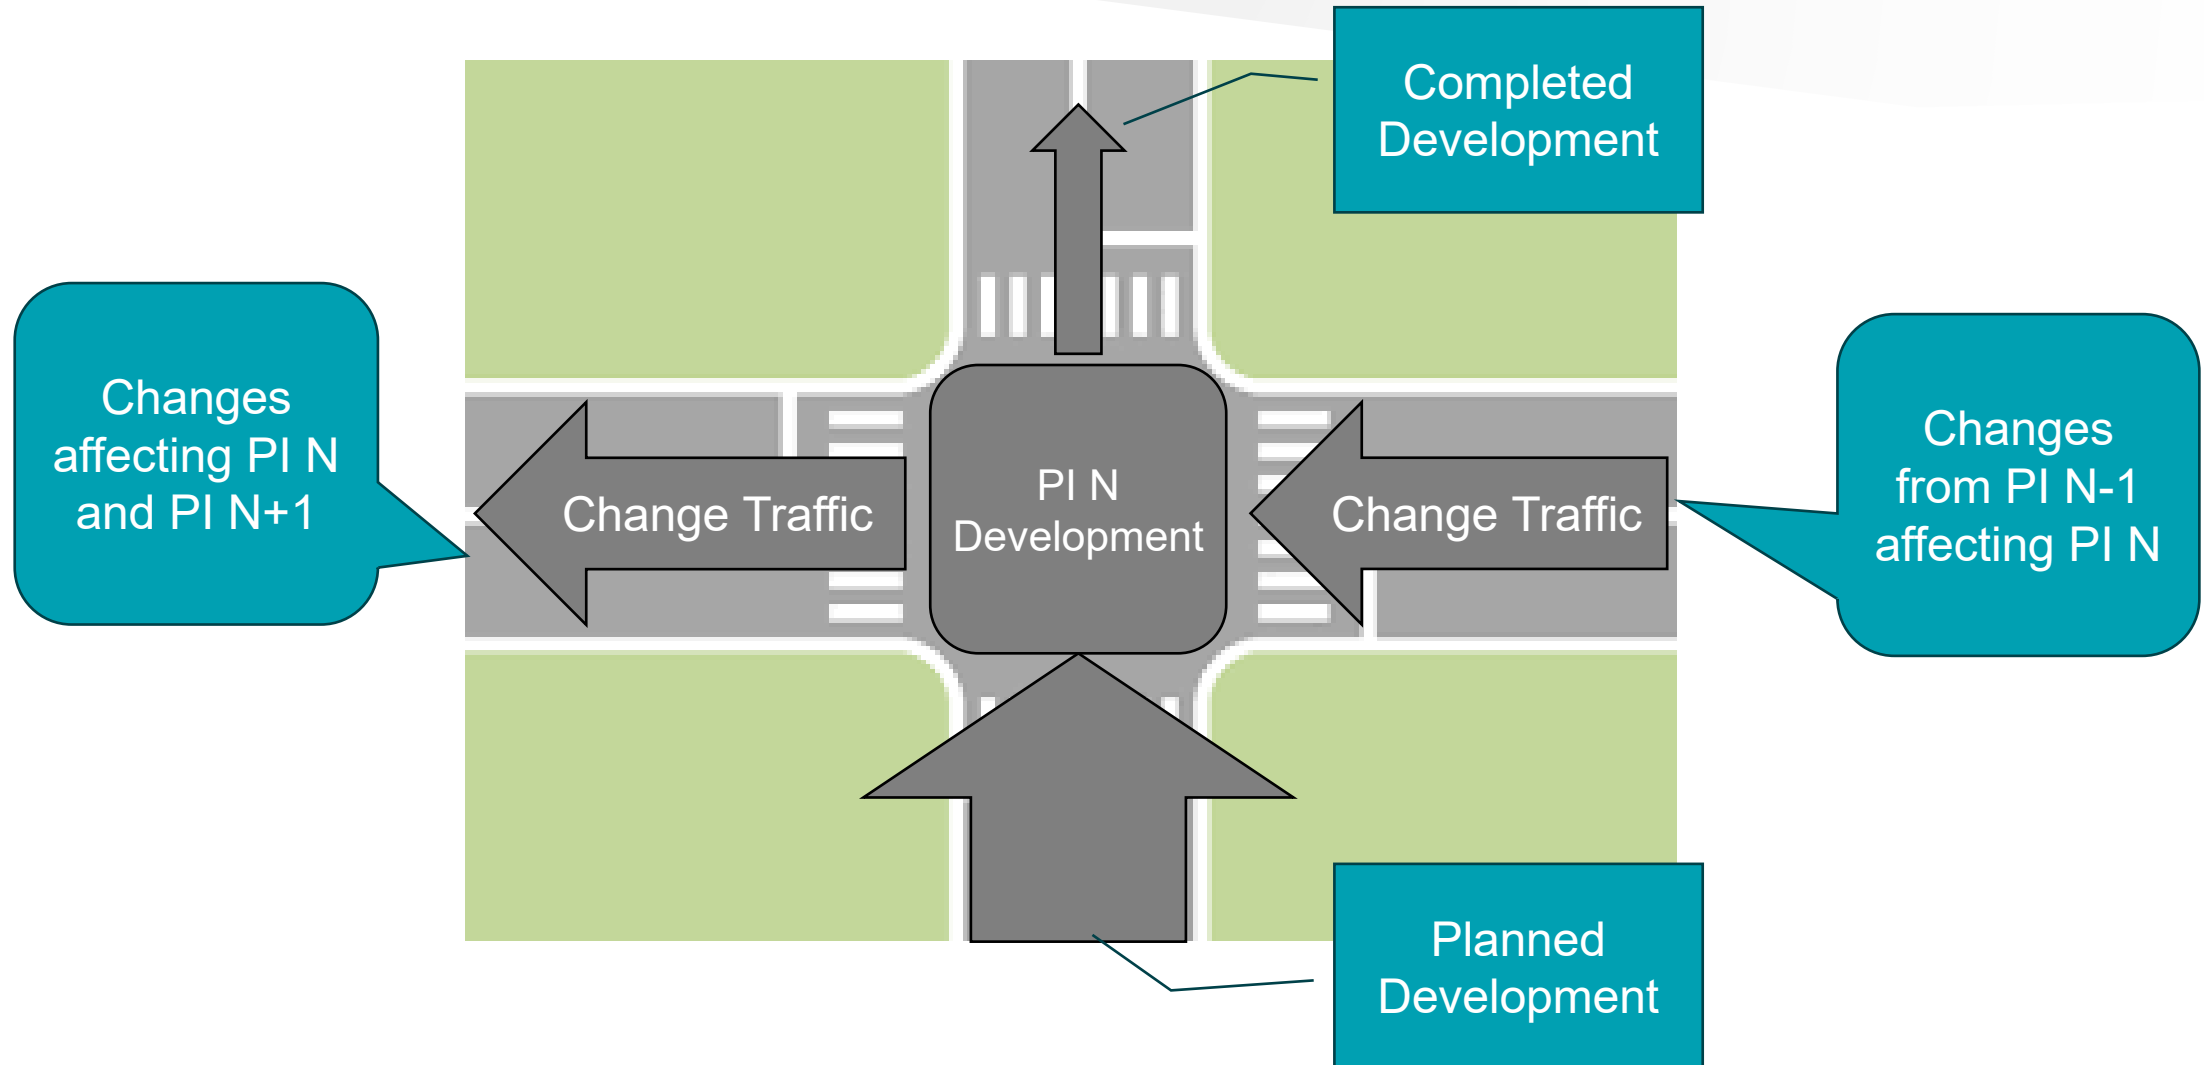 Completed
Development
Changes
affecting PI N
and PI N+1
Change Traffic
PI N
Development
Change Traffic
Changes
from PI N-1
affecting PI N
Planned
Development